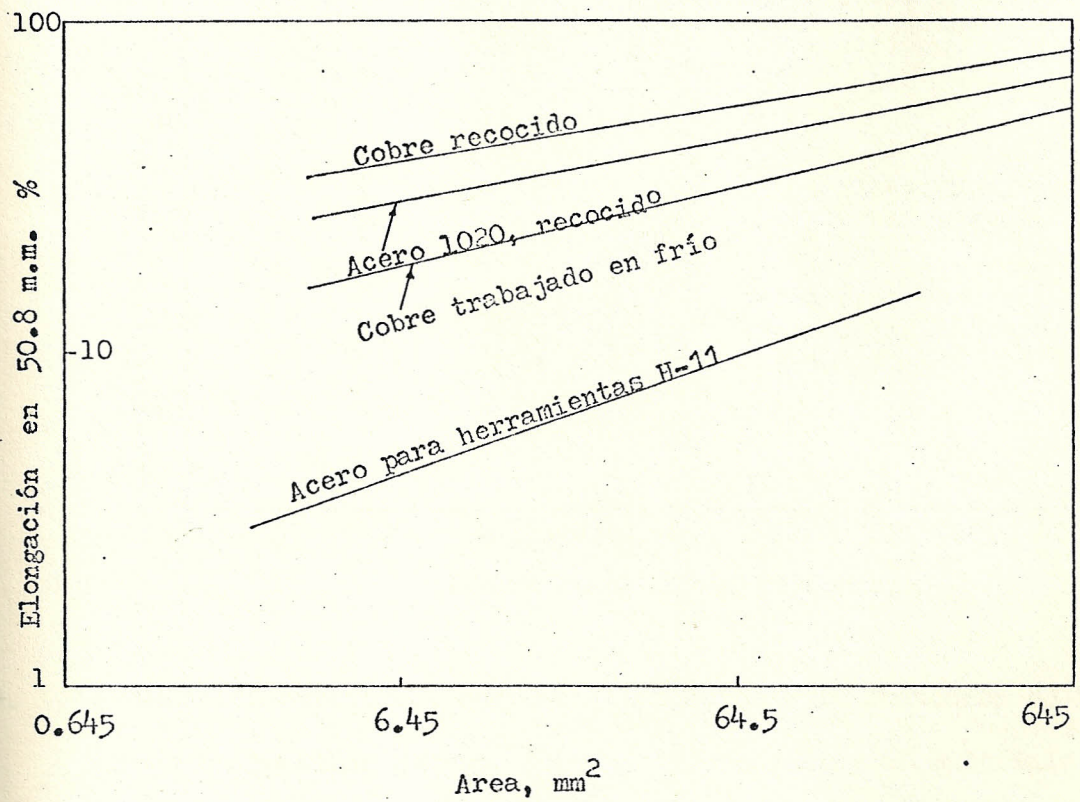 100
Cobre recocido
Acero 1020, recocido
Cobre trabajado en frío
10
Acero para herramientas H-11
1
0.645
6.45
64.5
645
Area, mm2
Elongación en 50.8 m.m. %